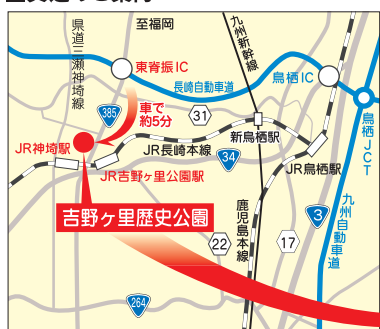 至福岡
県道三瀬神埼線
東脊振IC
九州新幹線
鳥栖IC
長崎自動車道
385
車で
約5分
31
新鳥栖駅
鳥栖JCT
JR神埼駅
JR長崎本線
34
JR鳥栖駅
JR吉野ヶ里公園駅
吉野ヶ里歴史公園
鹿児島本線
3
九州自動車道
22
17
264